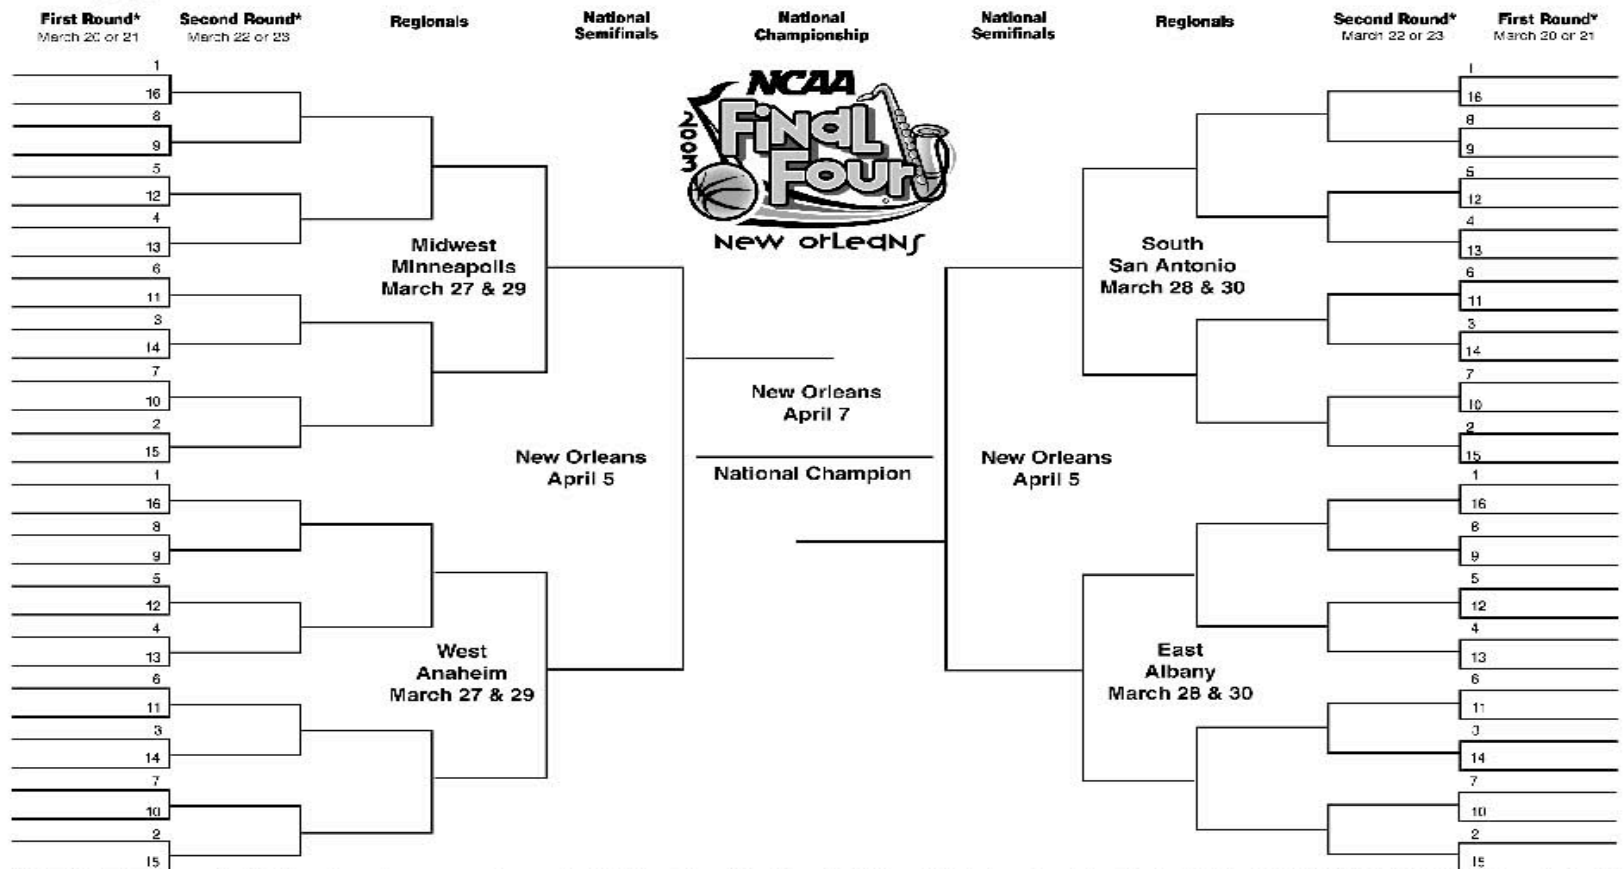 First Round*
March 20 or 21
Second Round*
March 22 or 23
Regionals
National
Semifinals
National
Championship
National
Semifinals
Regionals
Second Round*
March 22 or 23
First Round*
March 20 or 21
NCAA
2003
Final
Four
New Orleans
1
16
8
9
5
12
4
13
6
11
3
14
7
10
2
15
Midwest
Minneapolis
March 27 & 29
1
16
8
9
5
12
4
13
6
11
3
14
7
10
2
15
West
Anaheim
March 27 & 29
New Orleans
April 5
New Orleans
April 7
National Champion
New Orleans
April 5
South
San Antonio
March 28 & 30
1
16
8
9
5
12
4
13
6
11
3
14
7
10
2
15
East
Albany
March 28 & 30
1
16
8
9
5
12
4
13
6
11
3
14
7
10
2
15